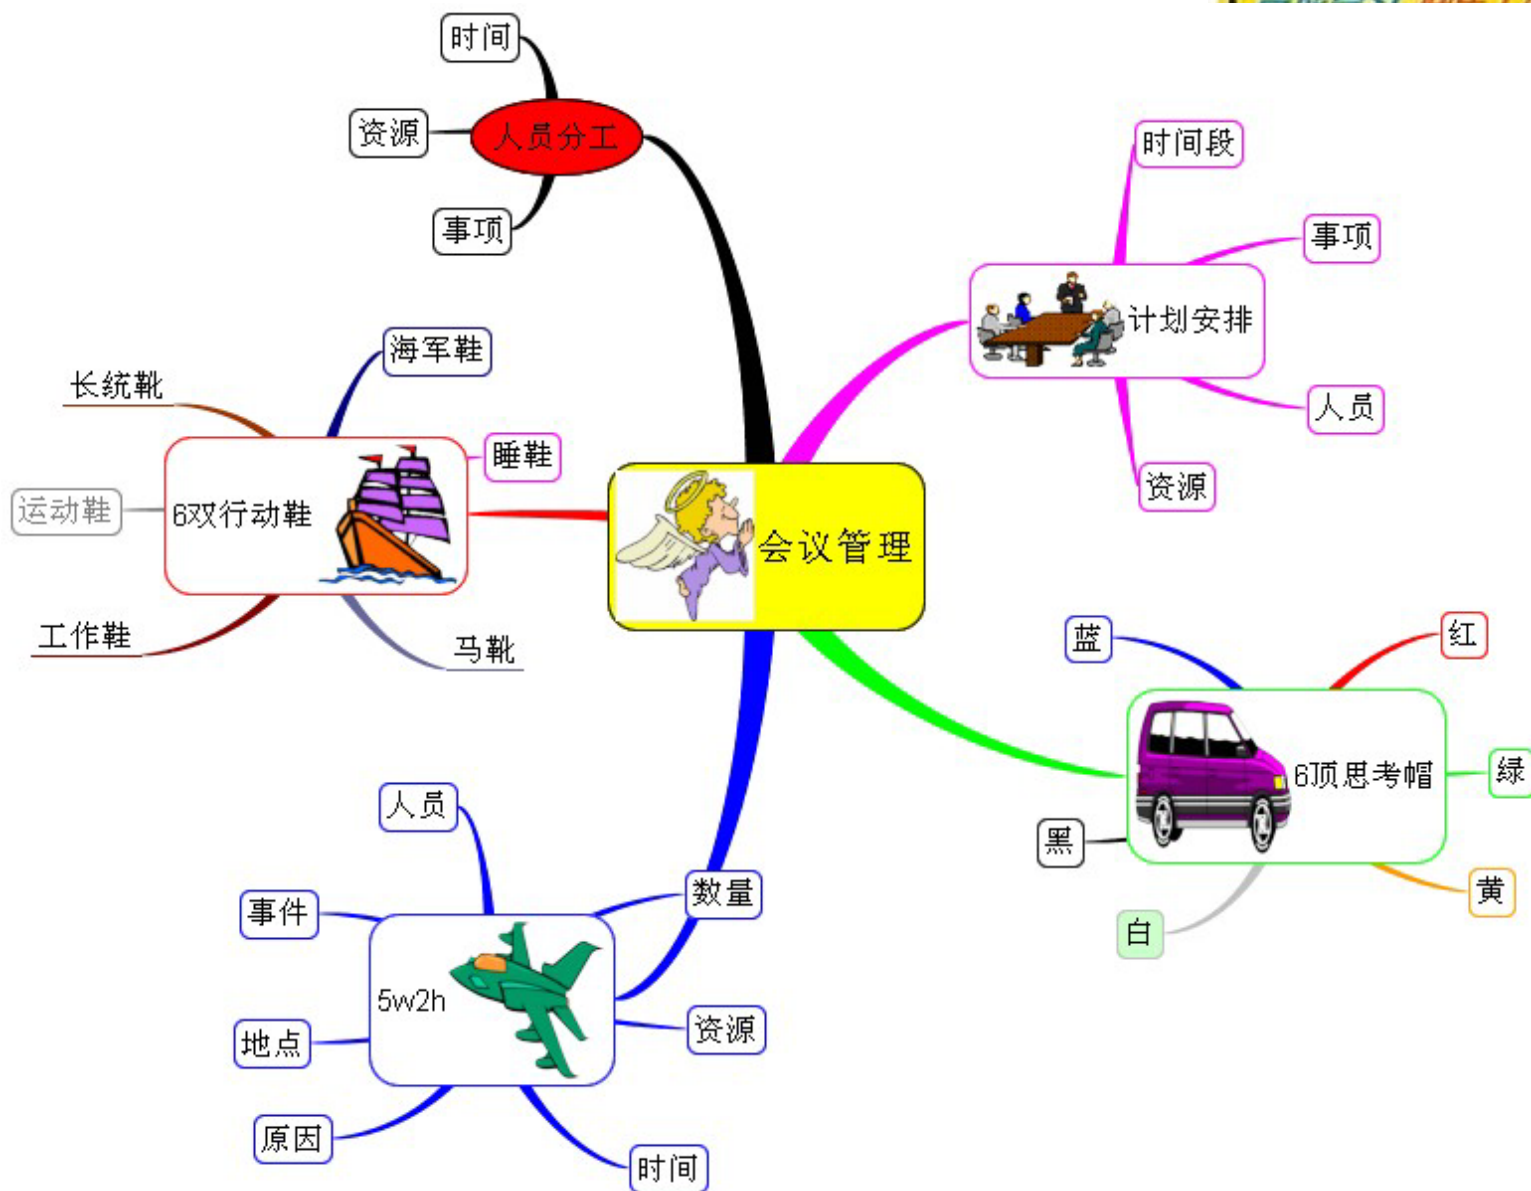 时间
资源
人员分工
事项
时间段
事项
计划安排
人员
资源
海军鞋
长统靴
睡鞋
运动鞋
6双行动鞋
工作鞋
马靴
会议管理
蓝
红
6顶思考帽
绿
黑
黄
白
人员
数量
事件
5w2h
资源
地点
原因
时间